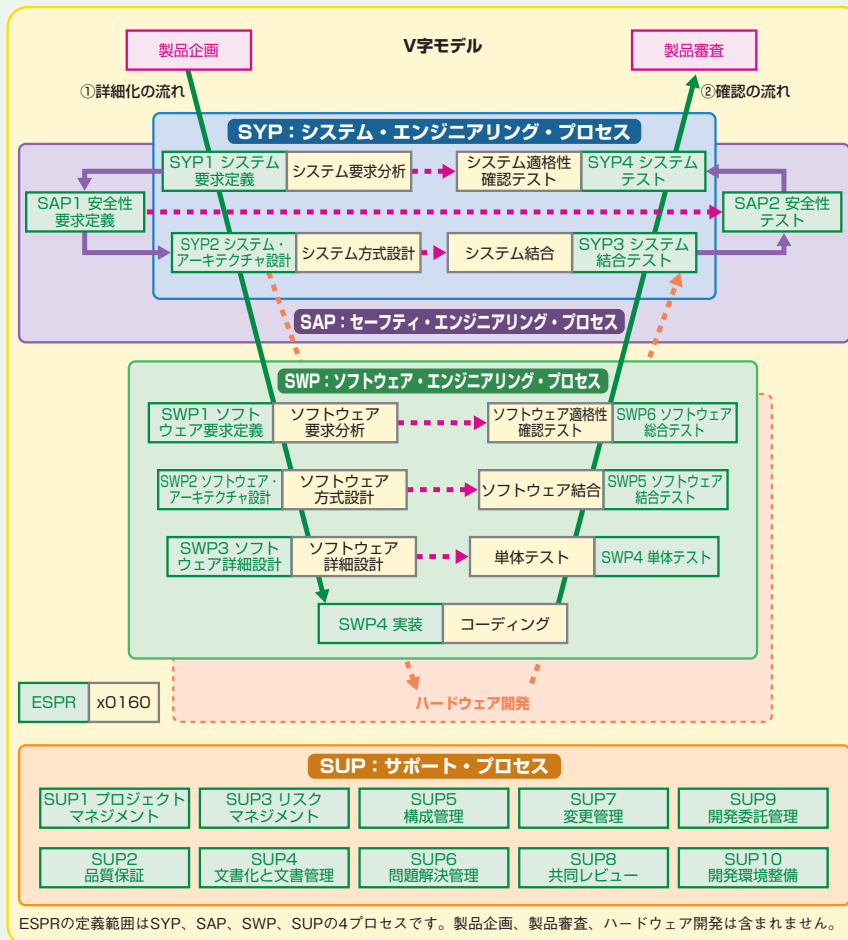 製品企画
V字モデル
製品審査
①詳細化の流れ
②確認の流れ
SYP：システム・エンジニアリング・プロセス
SYP1 システム
要求定義
システム要求分析
システム適格性
確認テスト
SYP4 システム
テスト
SAP1 安全性
要求定義
SAP2 安全性
テスト
SYP2 システム・
アーキテクチャ設計
システム方式設計
システム結合
SYP3 システム
結合テスト
SAP：セーフティ・エンジニアリング・プロセス
SWP：ソフトウェア・エンジニアリング・プロセス
SWP1 ソフト
ウェア要求定義
ソフトウェア
要求分析
ソフトウェア適格性
確認テスト
SWP6 ソフトウェア
総合テスト
SWP2 ソフトウェア・
アーキテクチャ設計
ソフトウェア
方式設計
ソフトウェア結合
SWP5 ソフトウェア
結合テスト
SWP3 ソフト
ウェア詳細設計
ソフトウェア
詳細設計
単体テスト
SWP4 単体テスト
SWP4 実装
コーディング
ESPR
x0160
ハードウェア開発
SUP：サポート・プロセス
SUP1 プロジェクト
マネジメント
SUP3 リスク
マネジメント
SUP5
構成管理
SUP7
変更管理
SUP9
開発委託管理
SUP2
品質保証
SUP4
文書化と文書管理
SUP6
問題解決管理
SUP8
共同レビュー
SUP10
開発環境整備
ESPRの定義範囲はSYP、SAP、SWP、SUPの4プロセスです。製品企画、製品審査、ハードウェア開発は含まれません。